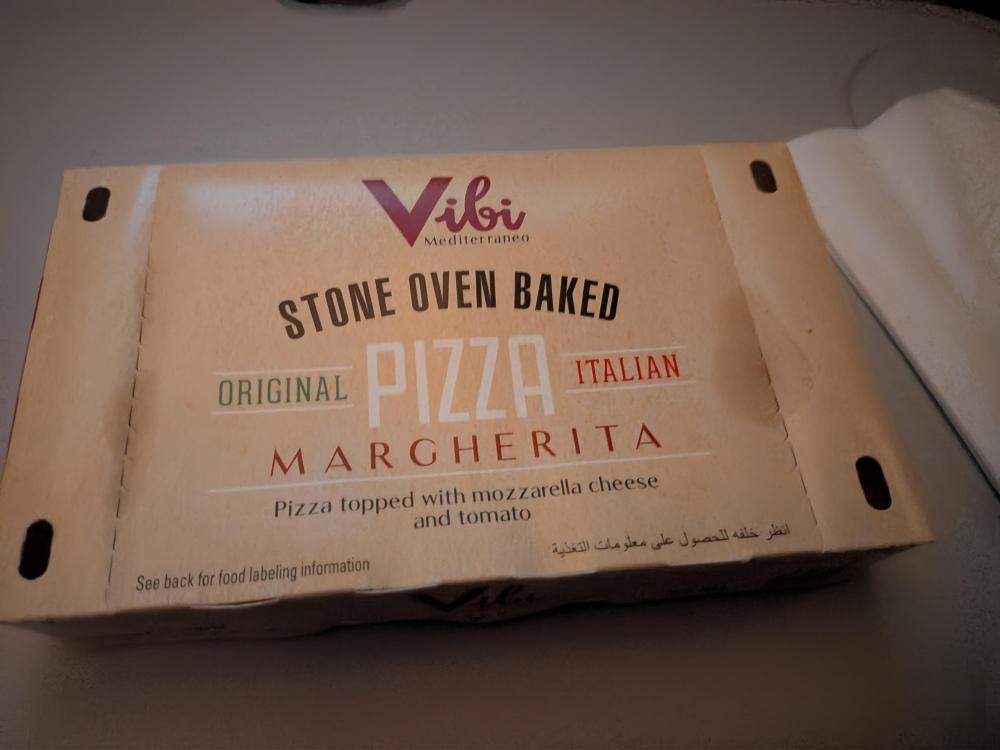 Vibi
Mediterraneo
STONE OVEN BAKED
ORIGINAL PIZZA ITALIAN
MARGHERITA
Pizza topped with mozzarella cheese
and tomato
انظر خلفه للحصول على معلومات التغذية
See back for food labeling information
Vibi